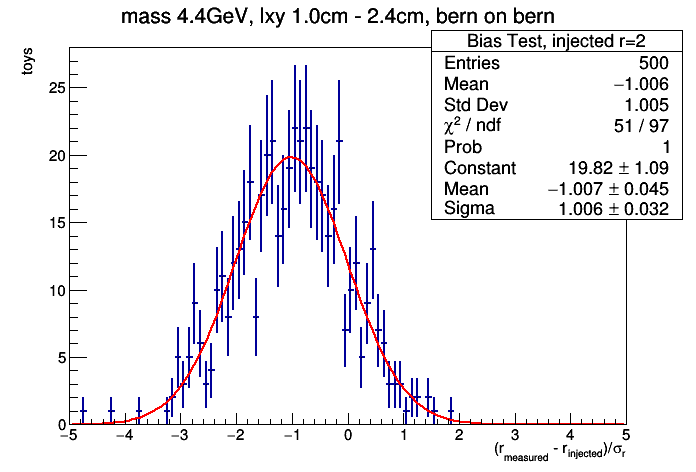 mass 4.4GeV, lxy 1.0cm - 2.4cm, bern on bern
Bias Test, injected r=2
Entries 500
Mean −1.006
Std Dev 1.005
χ² / ndf 51 / 97
Prob 1
Constant 19.82 ± 1.09
Mean −1.007 ± 0.045
Sigma 1.006 ± 0.032
toys
25
20
15
10
5
0
−5 −4 −3 −2 −1 0 1 2 3 4 5
(r_measured - r_injected)/σ_r